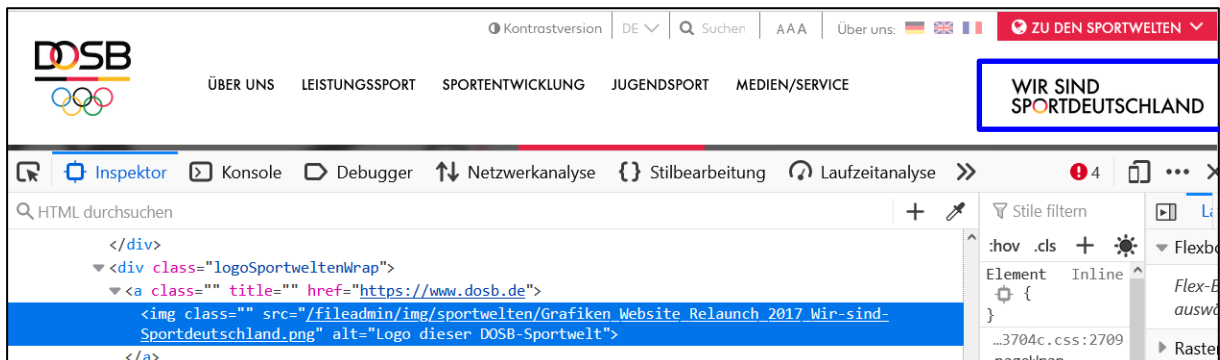 Kontrastversion DE Suchen AAA Über uns: ZU DEN SPORTWELTEN
DOSB
ÜBER UNS LEISTUNGSSPORT SPORTENTWICKLUNG JUGENDSPORT MEDIEN/SERVICE
WIR SIND
SPORTDEUTSCHLAND
Inspektor Konsole Debugger Netzwerkanalyse {} Stilbearbeitung Laufzeitanalyse 4
HTML durchsuchen + Stile filtern
</div> :hov .cls +
<div class="logoSportweltenWrap"> Element Inline
<a class="" title="" href="https://www.dosb.de"> {
<img class="" src="/fileadmin/img/sportwelten/Grafiken_Website_Relaunch_2017_Wir-sind- }
Sportdeutschland.png" alt="Logo dieser DOSB-Sportwelt"> …3704c.css:2709
</a>